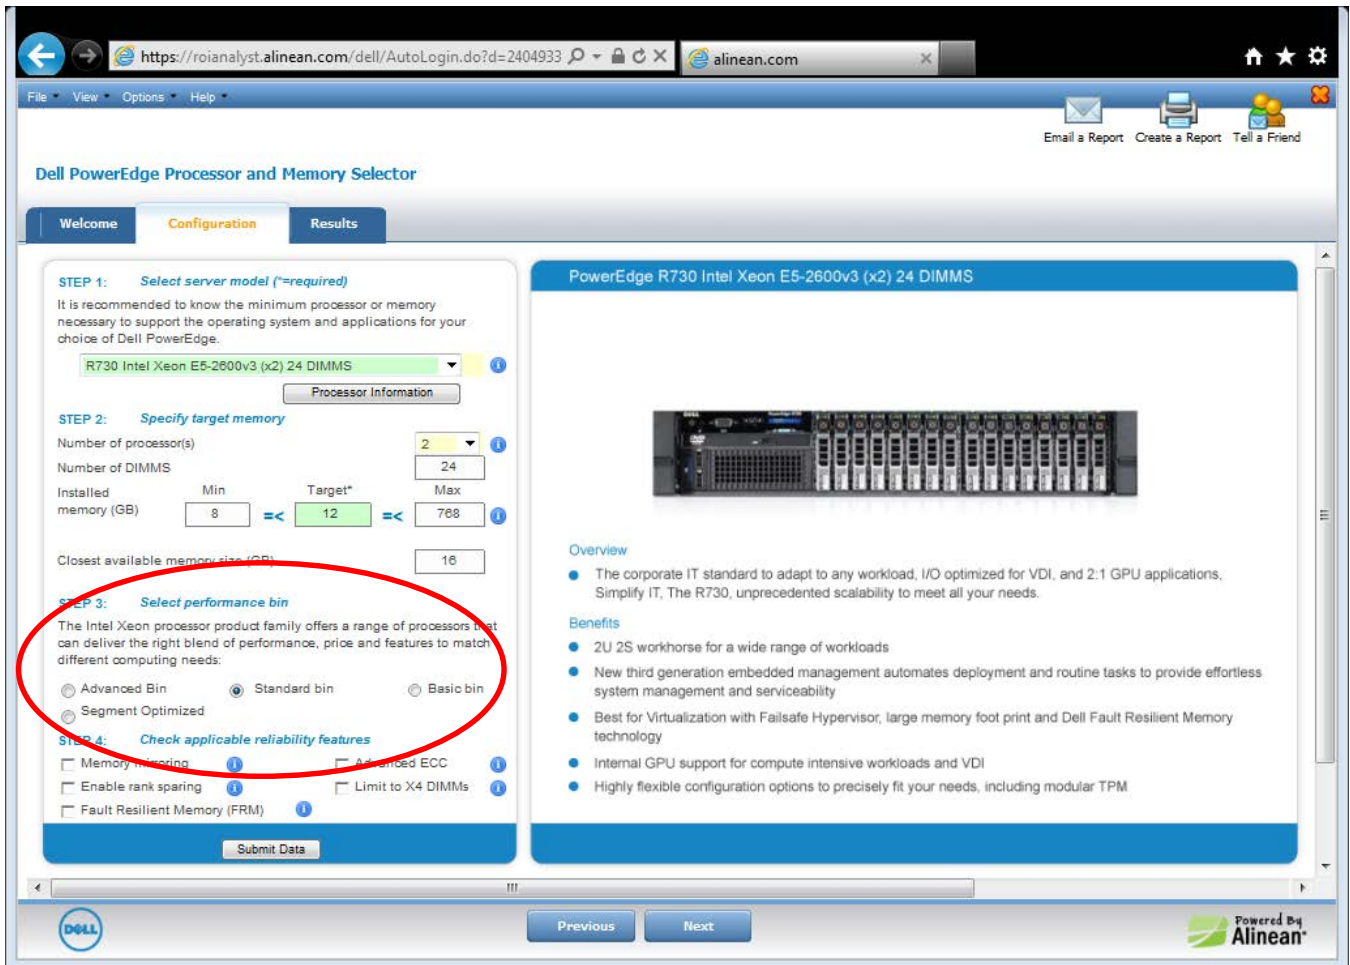 https://roianalyst.alinean.com/dell/AutoLogin.do?d=2404933
alinean.com
File View Options Help
Email a Report Create a Report Tell a Friend
Dell PowerEdge Processor and Memory Selector
Welcome Configuration Results
STEP 1: Select server model (*=required)
It is recommended to know the minimum processor or memory
necessary to support the operating system and applications for your
choice of Dell PowerEdge.
R730 Intel Xeon E5-2600v3 (x2) 24 DIMMS
Processor Information
STEP 2: Specify target memory
Number of processor(s) 2
Number of DIMMS 24
Installed Min Target* Max
memory (GB) 8 =< 12 =< 768
Closest available memory size (GB) 16
STEP 3: Select performance bin
The Intel Xeon processor product family offers a range of processors that
can deliver the right blend of performance, price and features to match
different computing needs:
Advanced Bin Standard bin Basic bin
Segment Optimized
STEP 4: Check applicable reliability features
Memory mirroring Advanced ECC
Enable rank sparing Limit to X4 DIMMs
Fault Resilient Memory (FRM)
Submit Data
PowerEdge R730 Intel Xeon E5-2600v3 (x2) 24 DIMMS
Overview
The corporate IT standard to adapt to any workload, I/O optimized for VDI, and 2:1 GPU applications,
Simplify IT, The R730, unprecedented scalability to meet all your needs.
Benefits
2U 2S workhorse for a wide range of workloads
New third generation embedded management automates deployment and routine tasks to provide effortless
system management and serviceability
Best for Virtualization with Failsafe Hypervisor, large memory foot print and Dell Fault Resilient Memory
technology
Internal GPU support for compute intensive workloads and VDI
Highly flexible configuration options to precisely fit your needs, including modular TPM
DELL
Previous Next
Powered By
Alinean